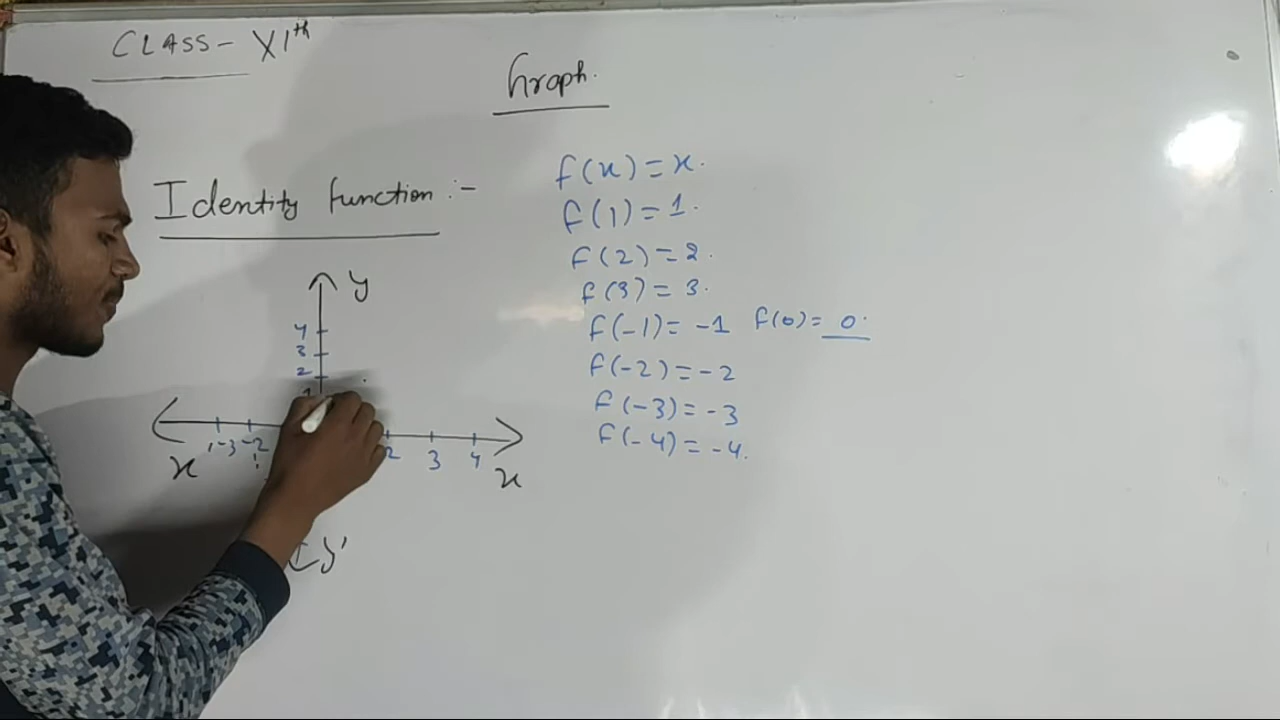 CLASS - XIth
Graph.
Identity function :-
f(x) = x.
f(1) = 1.
f(2) = 2.
f(3) = 3.
f(-1) = -1 f(0) = 0.
f(-2) = -2
f(-3) = -3
f(-4) = -4.
y
4
3
2
1
-3 -2 2 3 4
x x
y'